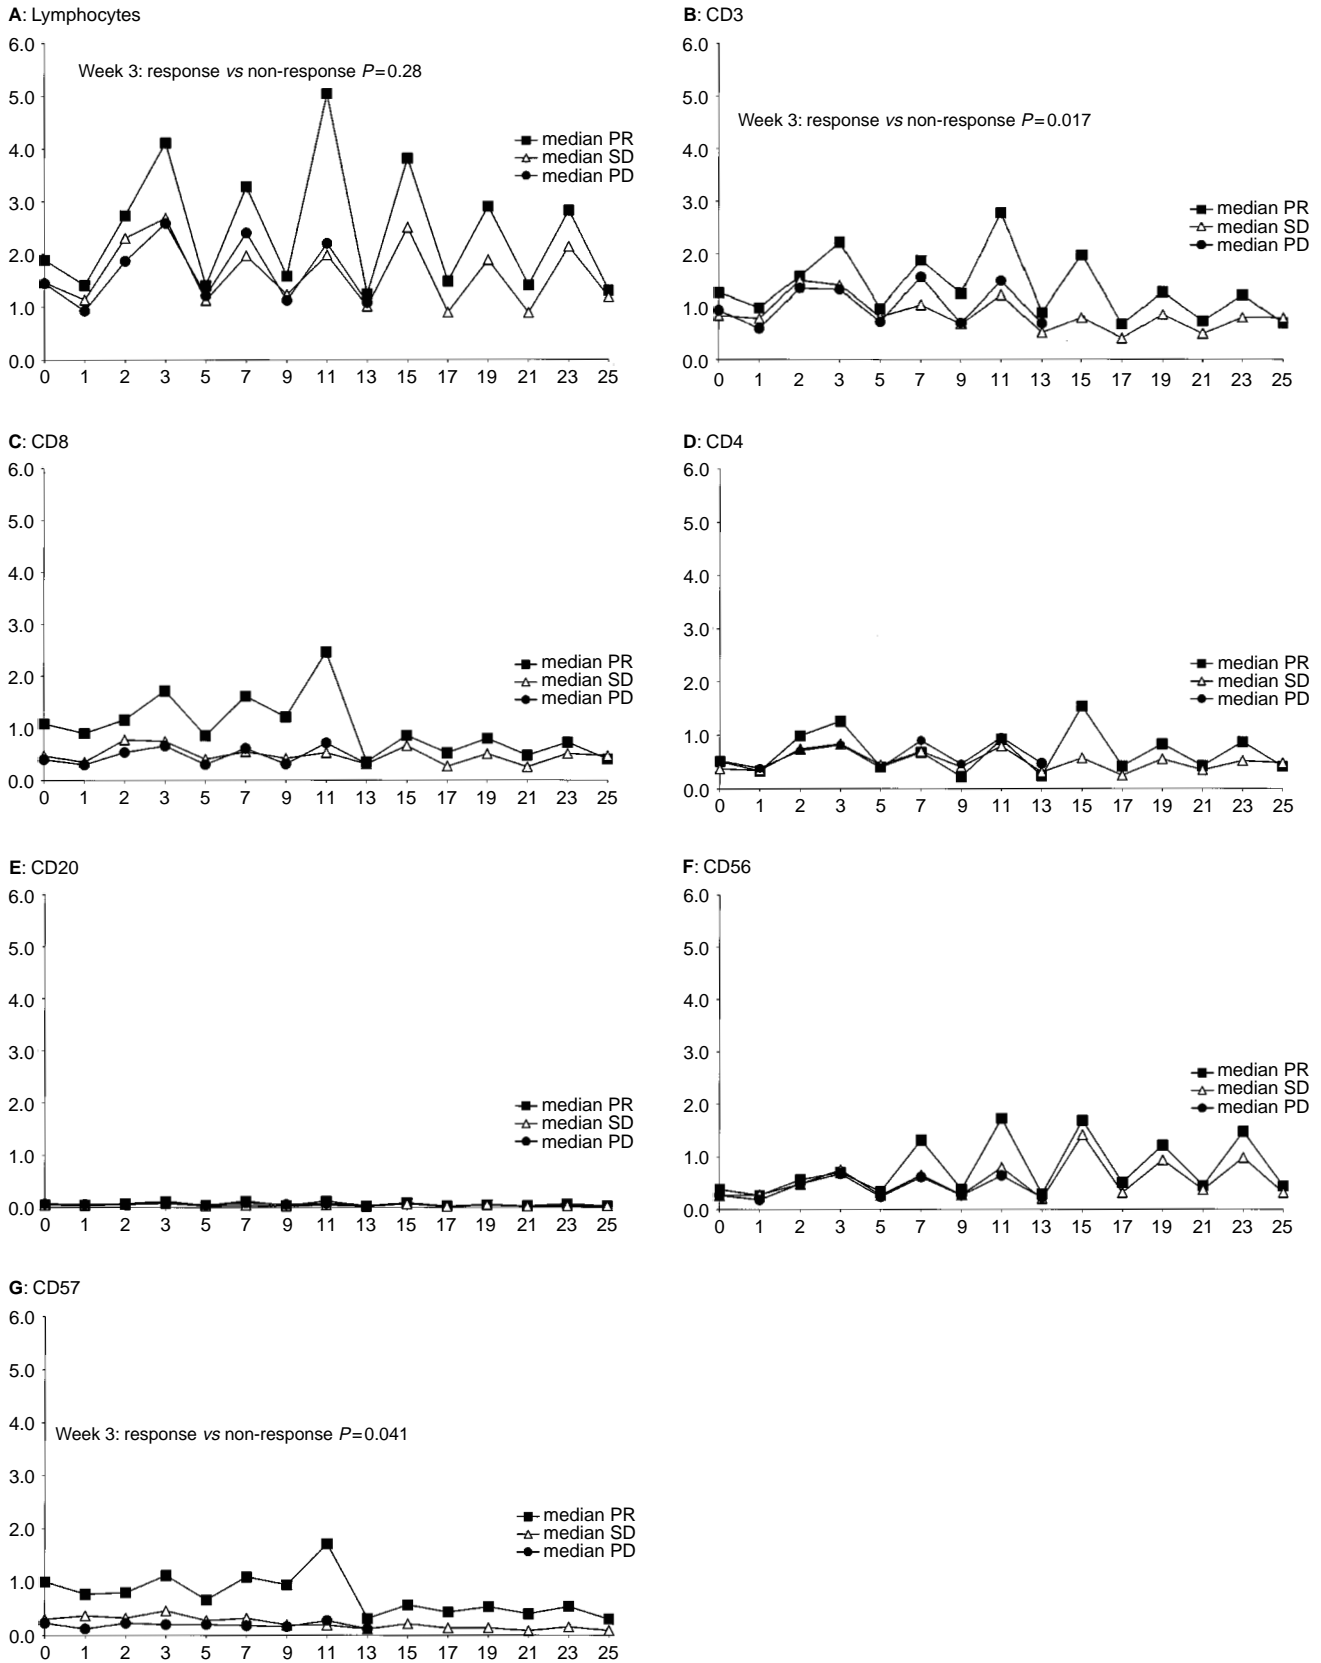 A: Lymphocytes
6.0
5.0
4.0
3.0
2.0
1.0
0.0
Week 3: response vs non-response P=0.28
median PR
median SD
median PD
0 1 2 3 5 7 9 11 13 15 17 19 21 23 25
B: CD3
6.0
5.0
4.0
3.0
2.0
1.0
0.0
Week 3: response vs non-response P=0.017
median PR
median SD
median PD
0 1 2 3 5 7 9 11 13 15 17 19 21 23 25
C: CD8
6.0
5.0
4.0
3.0
2.0
1.0
0.0
median PR
median SD
median PD
0 1 2 3 5 7 9 11 13 15 17 19 21 23 25
D: CD4
6.0
5.0
4.0
3.0
2.0
1.0
0.0
median PR
median SD
median PD
0 1 2 3 5 7 9 11 13 15 17 19 21 23 25
E: CD20
6.0
5.0
4.0
3.0
2.0
1.0
0.0
median PR
median SD
median PD
0 1 2 3 5 7 9 11 13 15 17 19 21 23 25
F: CD56
6.0
5.0
4.0
3.0
2.0
1.0
0.0
median PR
median SD
median PD
0 1 2 3 5 7 9 11 13 15 17 19 21 23 25
G: CD57
6.0
5.0
4.0
3.0
2.0
1.0
0.0
Week 3: response vs non-response P=0.041
median PR
median SD
median PD
0 1 2 3 5 7 9 11 13 15 17 19 21 23 25